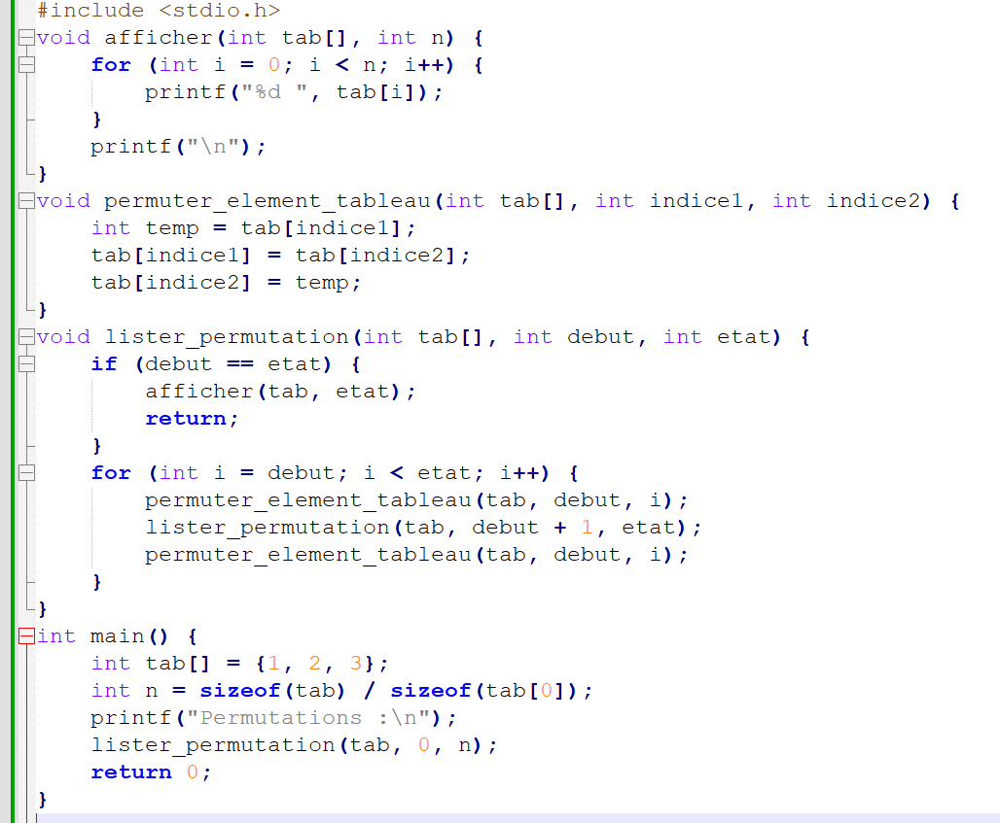 #include <stdio.h>
void afficher(int tab[], int n) {
    for (int i = 0; i < n; i++) {
        printf("%d ", tab[i]);
    }
    printf("\n");
}
void permuter_element_tableau(int tab[], int indice1, int indice2) {
    int temp = tab[indice1];
    tab[indice1] = tab[indice2];
    tab[indice2] = temp;
}
void lister_permutation(int tab[], int debut, int etat) {
    if (debut == etat) {
        afficher(tab, etat);
        return;
    }
    for (int i = debut; i < etat; i++) {
        permuter_element_tableau(tab, debut, i);
        lister_permutation(tab, debut + 1, etat);
        permuter_element_tableau(tab, debut, i);
    }
}
int main() {
    int tab[] = {1, 2, 3};
    int n = sizeof(tab) / sizeof(tab[0]);
    printf("Permutations :\n");
    lister_permutation(tab, 0, n);
    return 0;
}